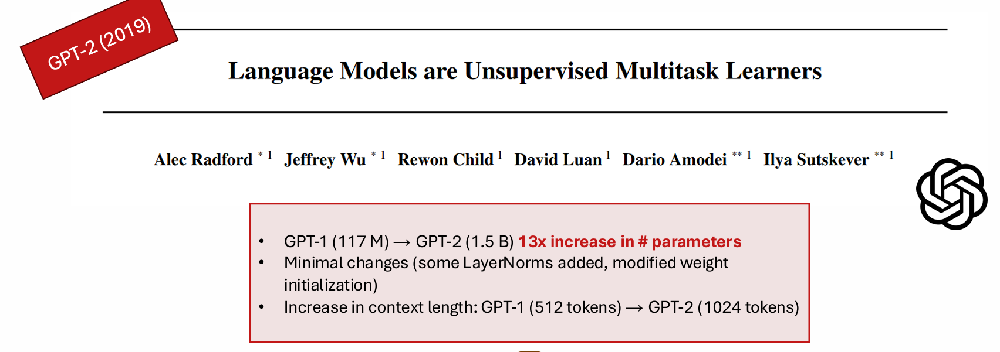 GPT-2 (2019)
Language Models are Unsupervised Multitask Learners
Alec Radford * 1 Jeffrey Wu * 1 Rewon Child 1 David Luan 1 Dario Amodei ** 1 Ilya Sutskever ** 1
• GPT-1 (117 M) → GPT-2 (1.5 B) 13x increase in # parameters
• Minimal changes (some LayerNorms added, modified weight
initialization)
• Increase in context length: GPT-1 (512 tokens) → GPT-2 (1024 tokens)